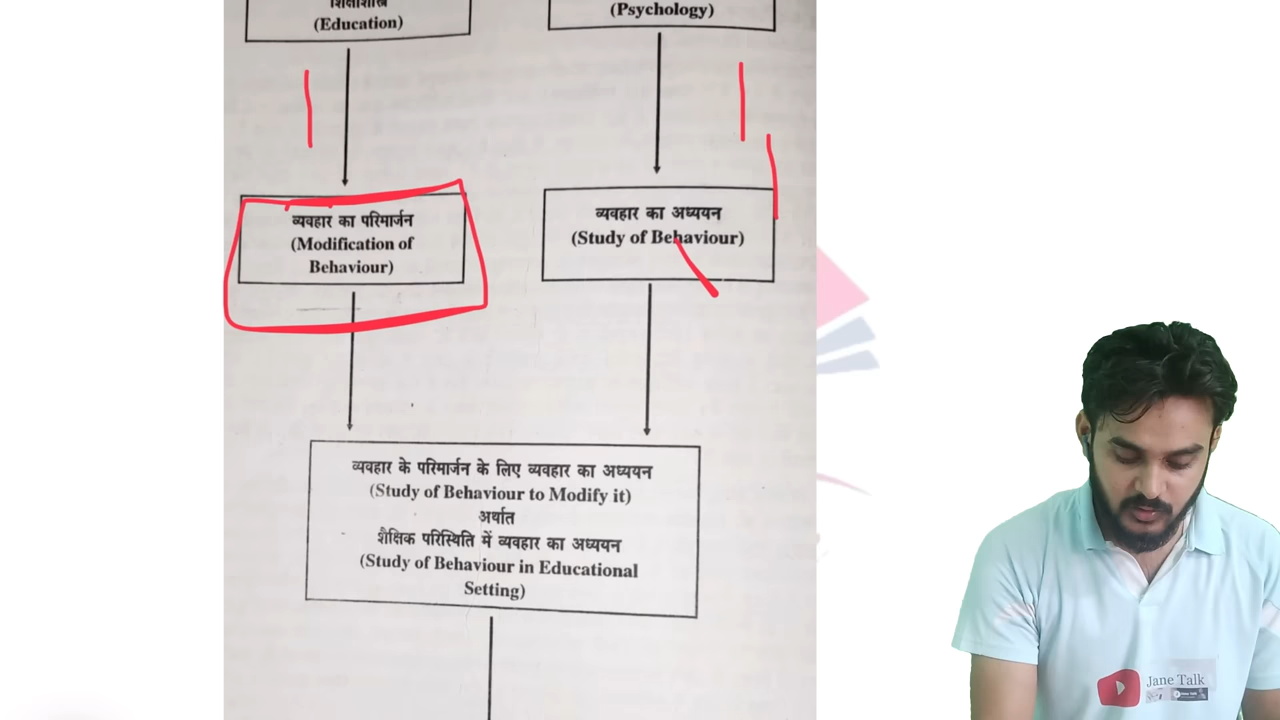 शिक्षाशास्त्र
(Education)
(Psychology)
व्यवहार का परिमार्जन
(Modification of
Behaviour)
व्यवहार का अध्ययन
(Study of Behaviour)
व्यवहार के परिमार्जन के लिए व्यवहार का अध्ययन
(Study of Behaviour to Modify it)
अर्थात
शैक्षिक परिस्थिति में व्यवहार का अध्ययन
(Study of Behaviour in Educational
Setting)
Jane Talk